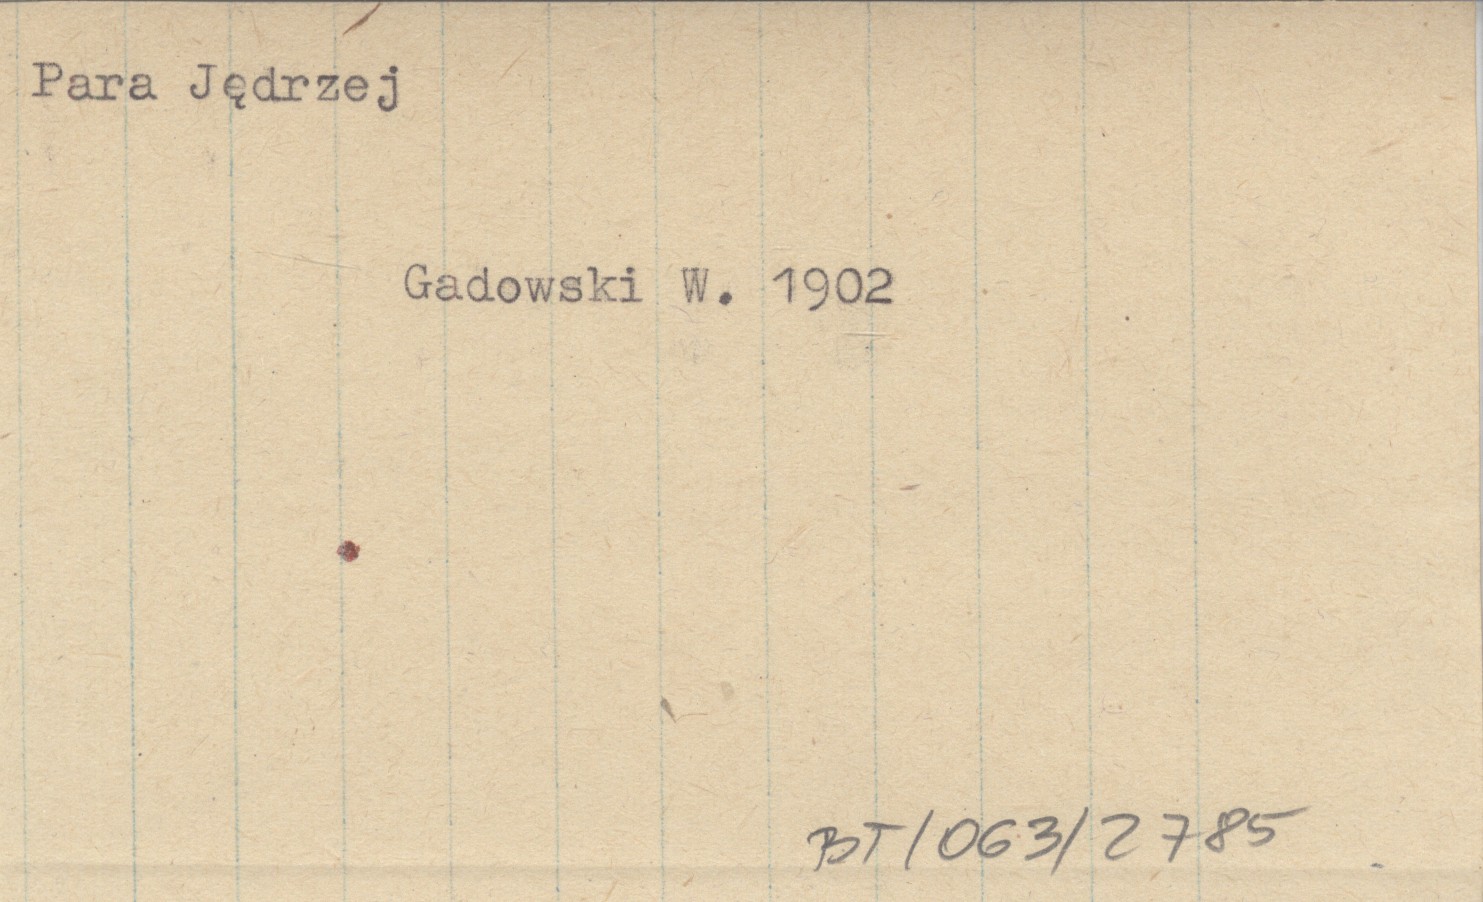 Para Jędrzej
Gadowski W. 1902
BT/063/2785